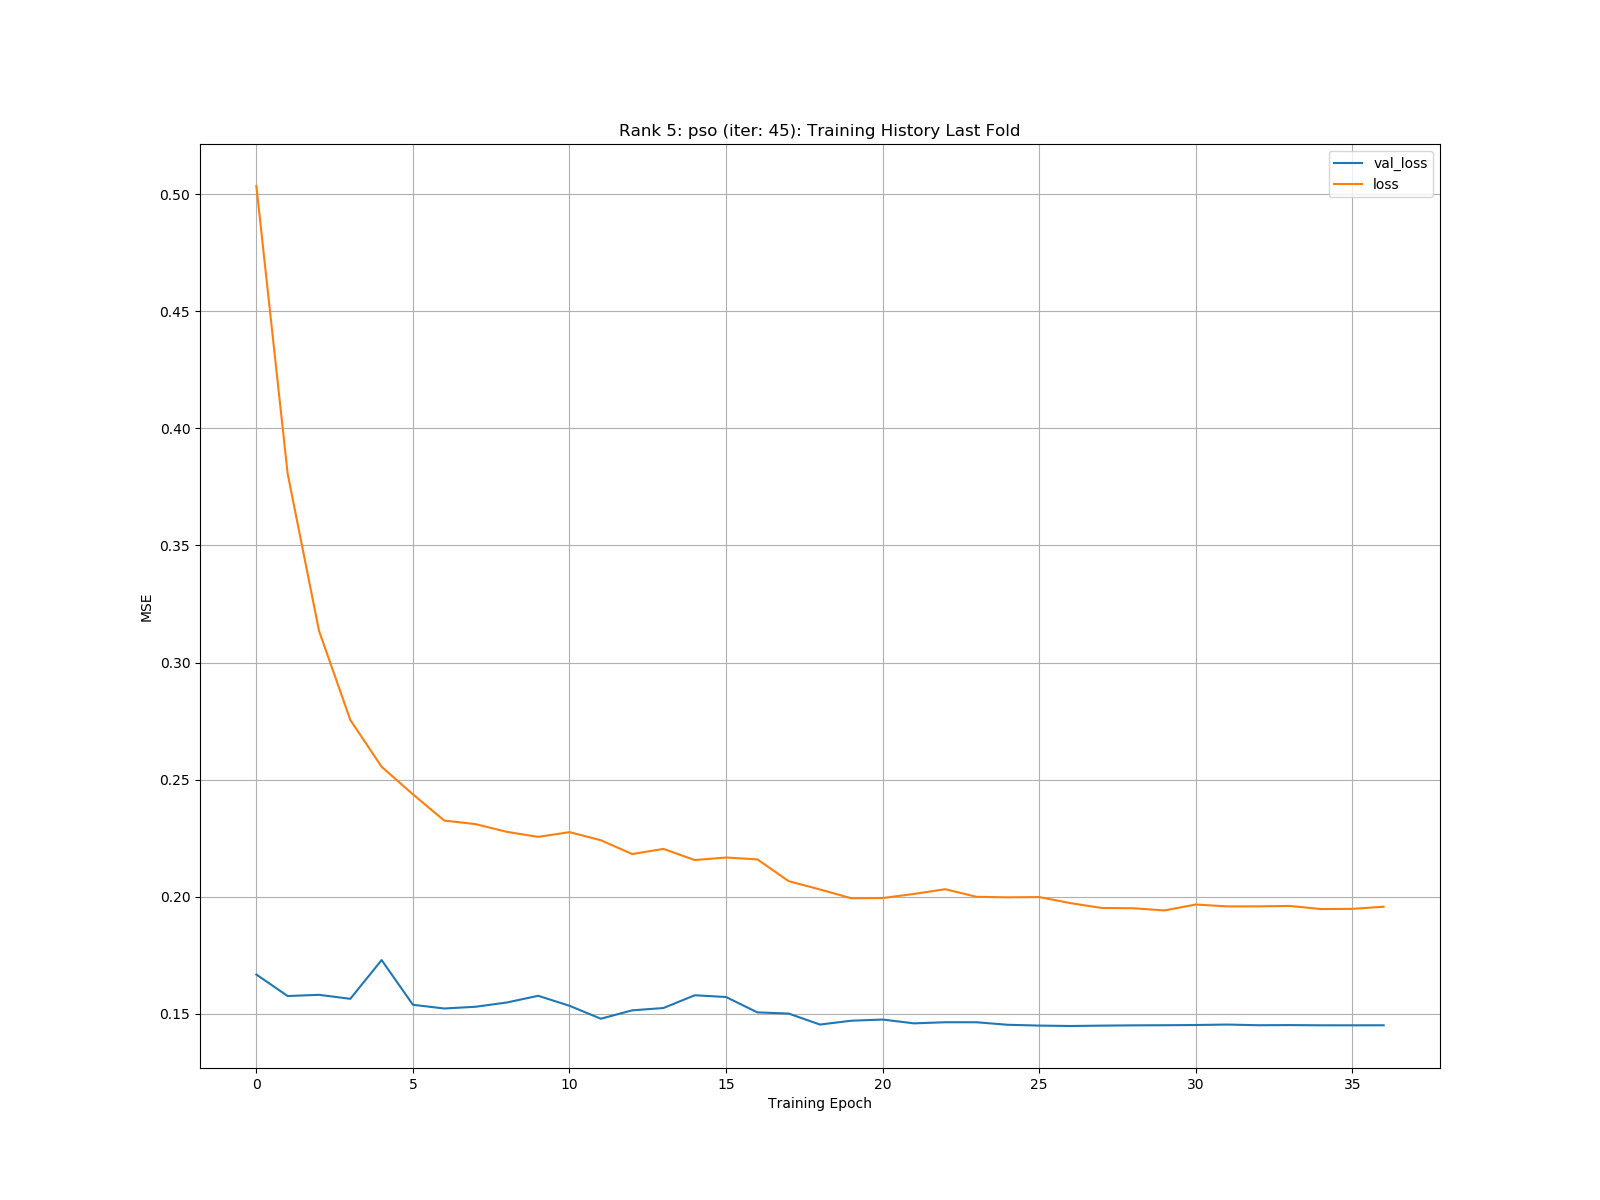 Rank 5: pso (iter: 45): Training History Last Fold
val_loss
loss
0.50
0.45
0.40
0.35
0.30
0.25
0.20
0.15
MSE
0 5 10 15 20 25 30 35
Training Epoch